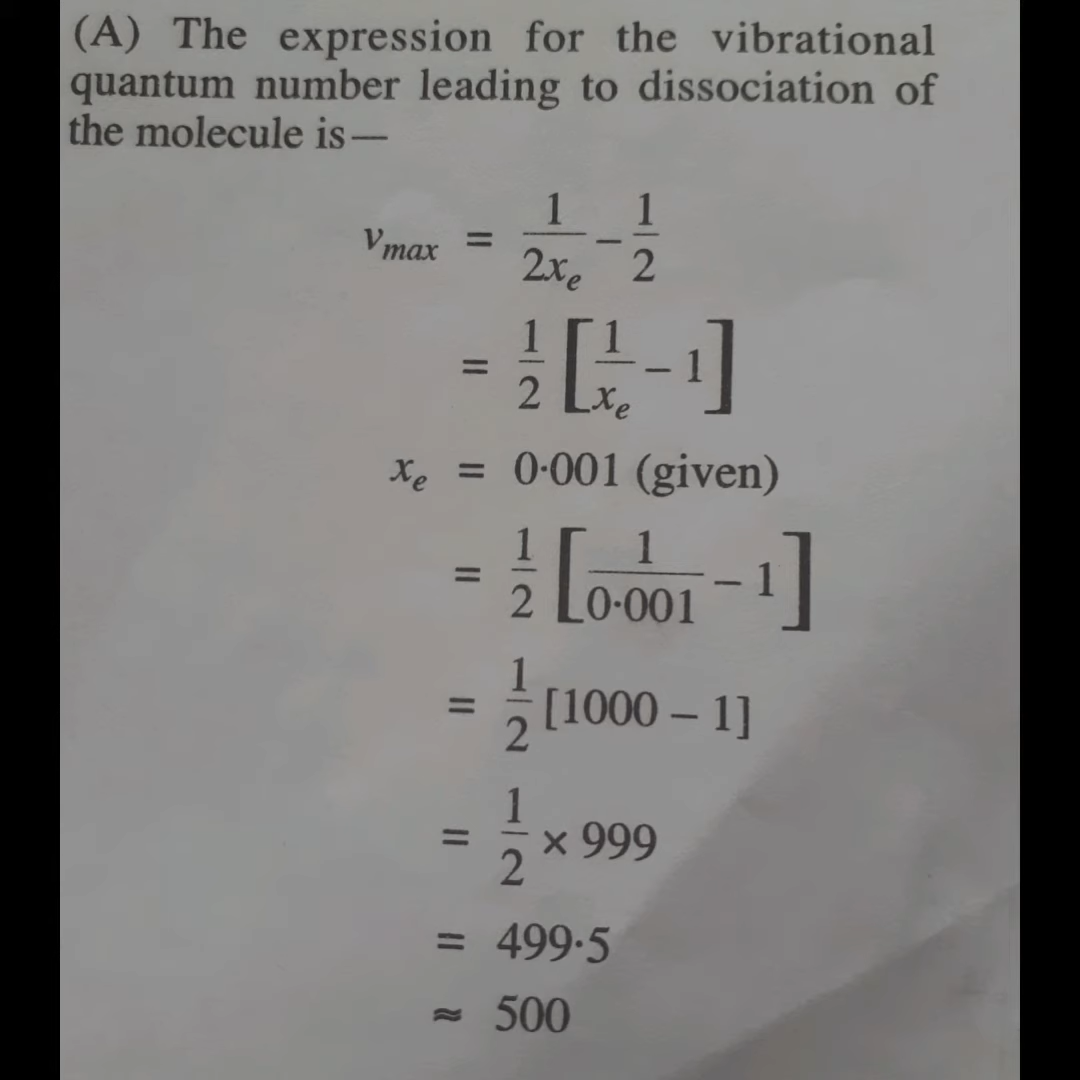 (A) The expression for the vibrational
quantum number leading to dissociation of
the molecule is—
v_max = 1/(2x_e) − 1/2
= 1/2 [1/x_e − 1]
x_e = 0·001 (given)
= 1/2 [1/0·001 − 1]
= 1/2 [1000 − 1]
= 1/2 × 999
= 499·5
≈ 500